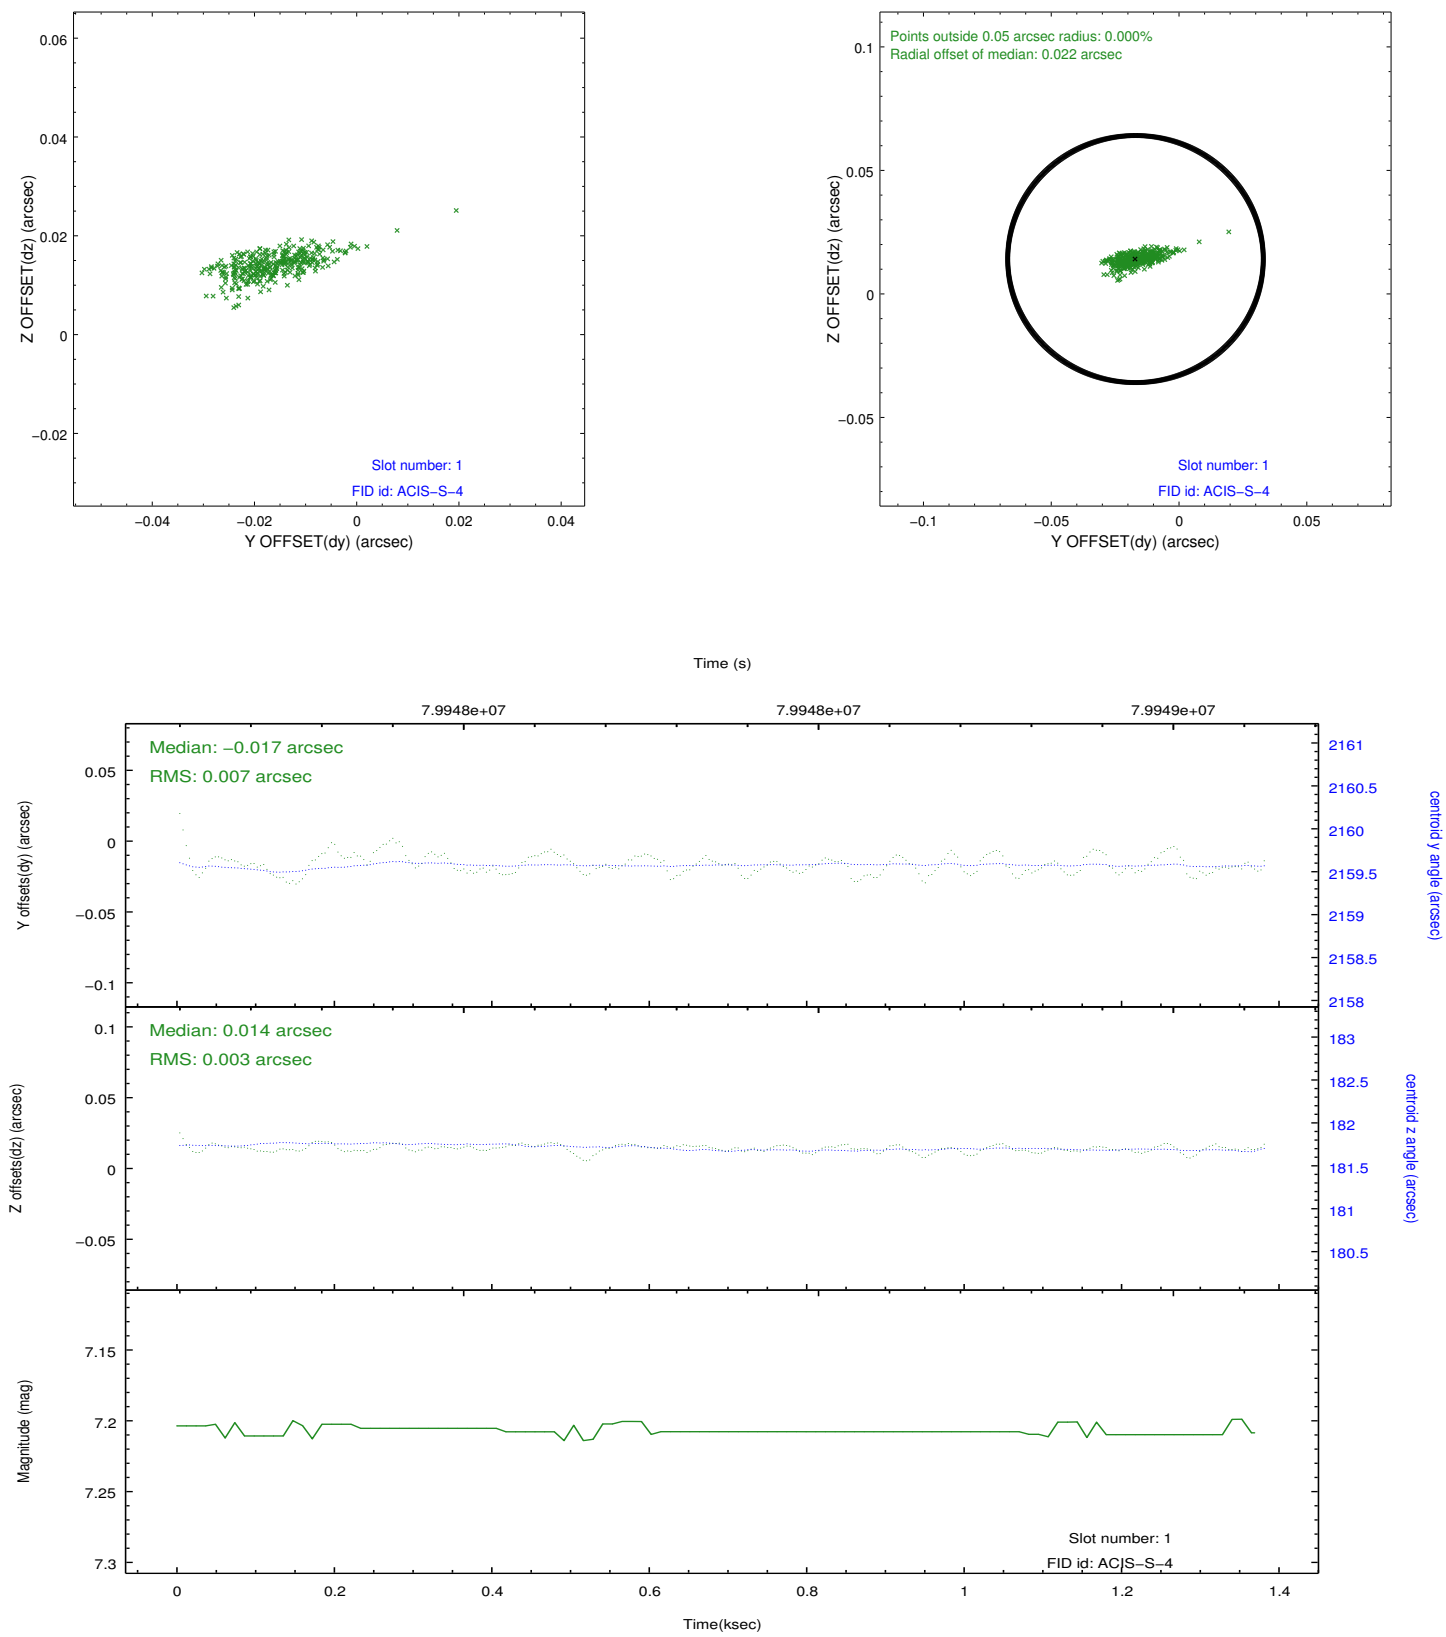 0.06
0.04
0.02
0
−0.02
Z OFFSET(dz) (arcsec)
Slot number: 1
FID id: ACIS−S−4
−0.04 −0.02 0 0.02 0.04
Y OFFSET(dy) (arcsec)
Points outside 0.05 arcsec radius: 0.000%
Radial offset of median: 0.022 arcsec
0.1
0.05
0
−0.05
Z OFFSET(dz) (arcsec)
Slot number: 1
FID id: ACIS−S−4
−0.1 −0.05 0 0.05
Y OFFSET(dy) (arcsec)
Time (s)
7.9948e+07 7.9948e+07 7.9949e+07
Median: −0.017 arcsec
RMS: 0.007 arcsec
0.05
0
−0.05
−0.1
Y offsets(dy) (arcsec)
2161
2160.5
2160
2159.5
2159
2158.5
2158
centroid y angle (arcsec)
Median: 0.014 arcsec
RMS: 0.003 arcsec
0.1
0.05
0
−0.05
Z offsets(dz) (arcsec)
183
182.5
182
181.5
181
180.5
centroid z angle (arcsec)
7.15
7.2
7.25
7.3
Magnitude (mag)
Slot number: 1
FID id: ACIS−S−4
0 0.2 0.4 0.6 0.8 1 1.2 1.4
Time(ksec)